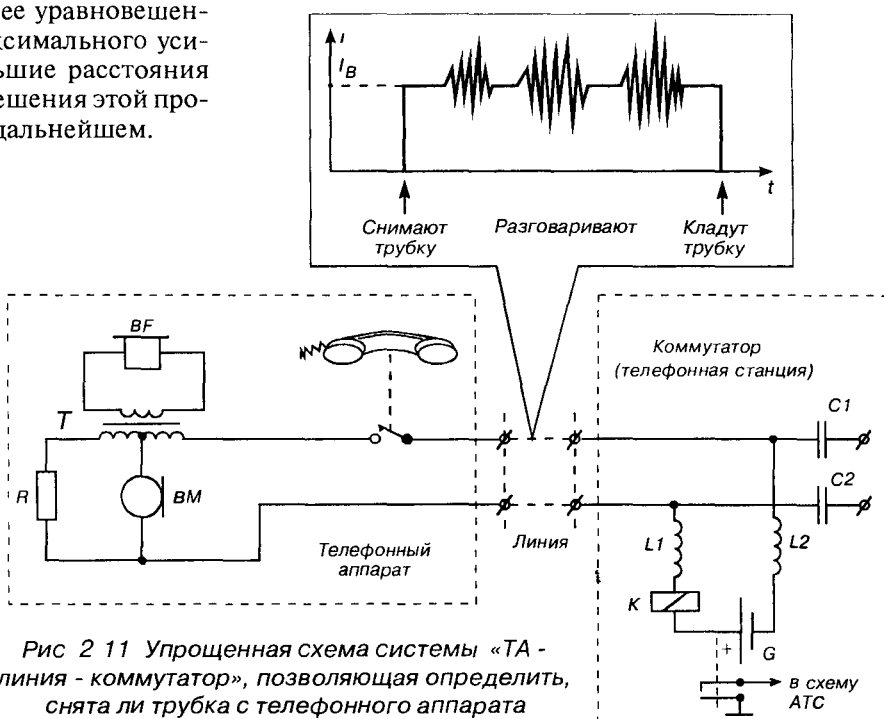 ее уравновешен-
ксимального уси-
ьшие расстояния
ешения этой про-
дальнейшем.
i
I_B
t
Снимают
трубку
Разговаривают
Кладут
трубку
BF
T
R
BM
Телефонный
аппарат
Линия
Коммутатор
(телефонная станция)
C1
C2
L1
L2
K
+
G
в схему
АТС
Рис 2 11 Упрощенная схема системы «ТА -
линия - коммутатор», позволяющая определить,
снята ли трубка с телефонного аппарата